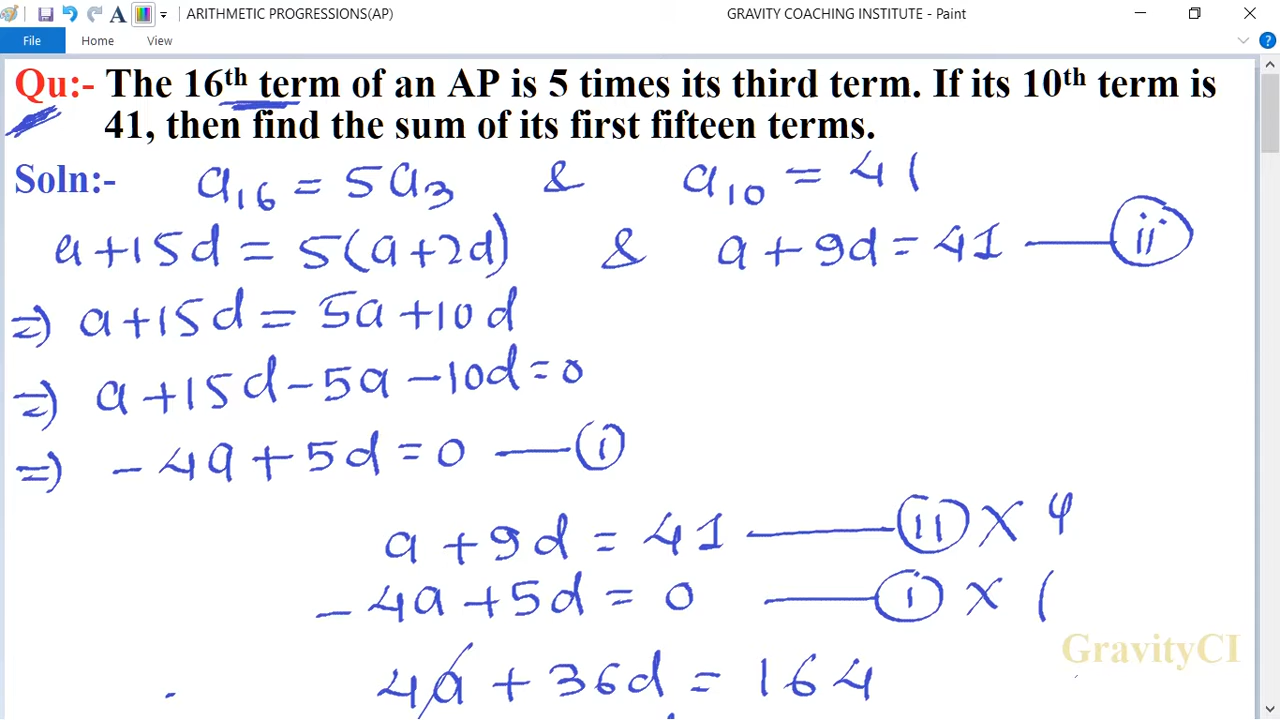 ARITHMETIC PROGRESSIONS(AP) GRAVITY COACHING INSTITUTE - Paint
File Home View
Qu:- The 16th term of an AP is 5 times its third term. If its 10th term is
41, then find the sum of its first fifteen terms.
Soln:- a16 = 5a3 & a10 = 41
a+15d = 5(a+2d) & a+9d = 41 — ii
=) a+15d = 5a+10d
=) a+15d-5a-10d=0
=) -4a+5d=0 — i
a+9d = 41 — ii × 4
-4a+5d = 0 — i × 1
GravityCI
4a + 36d = 164